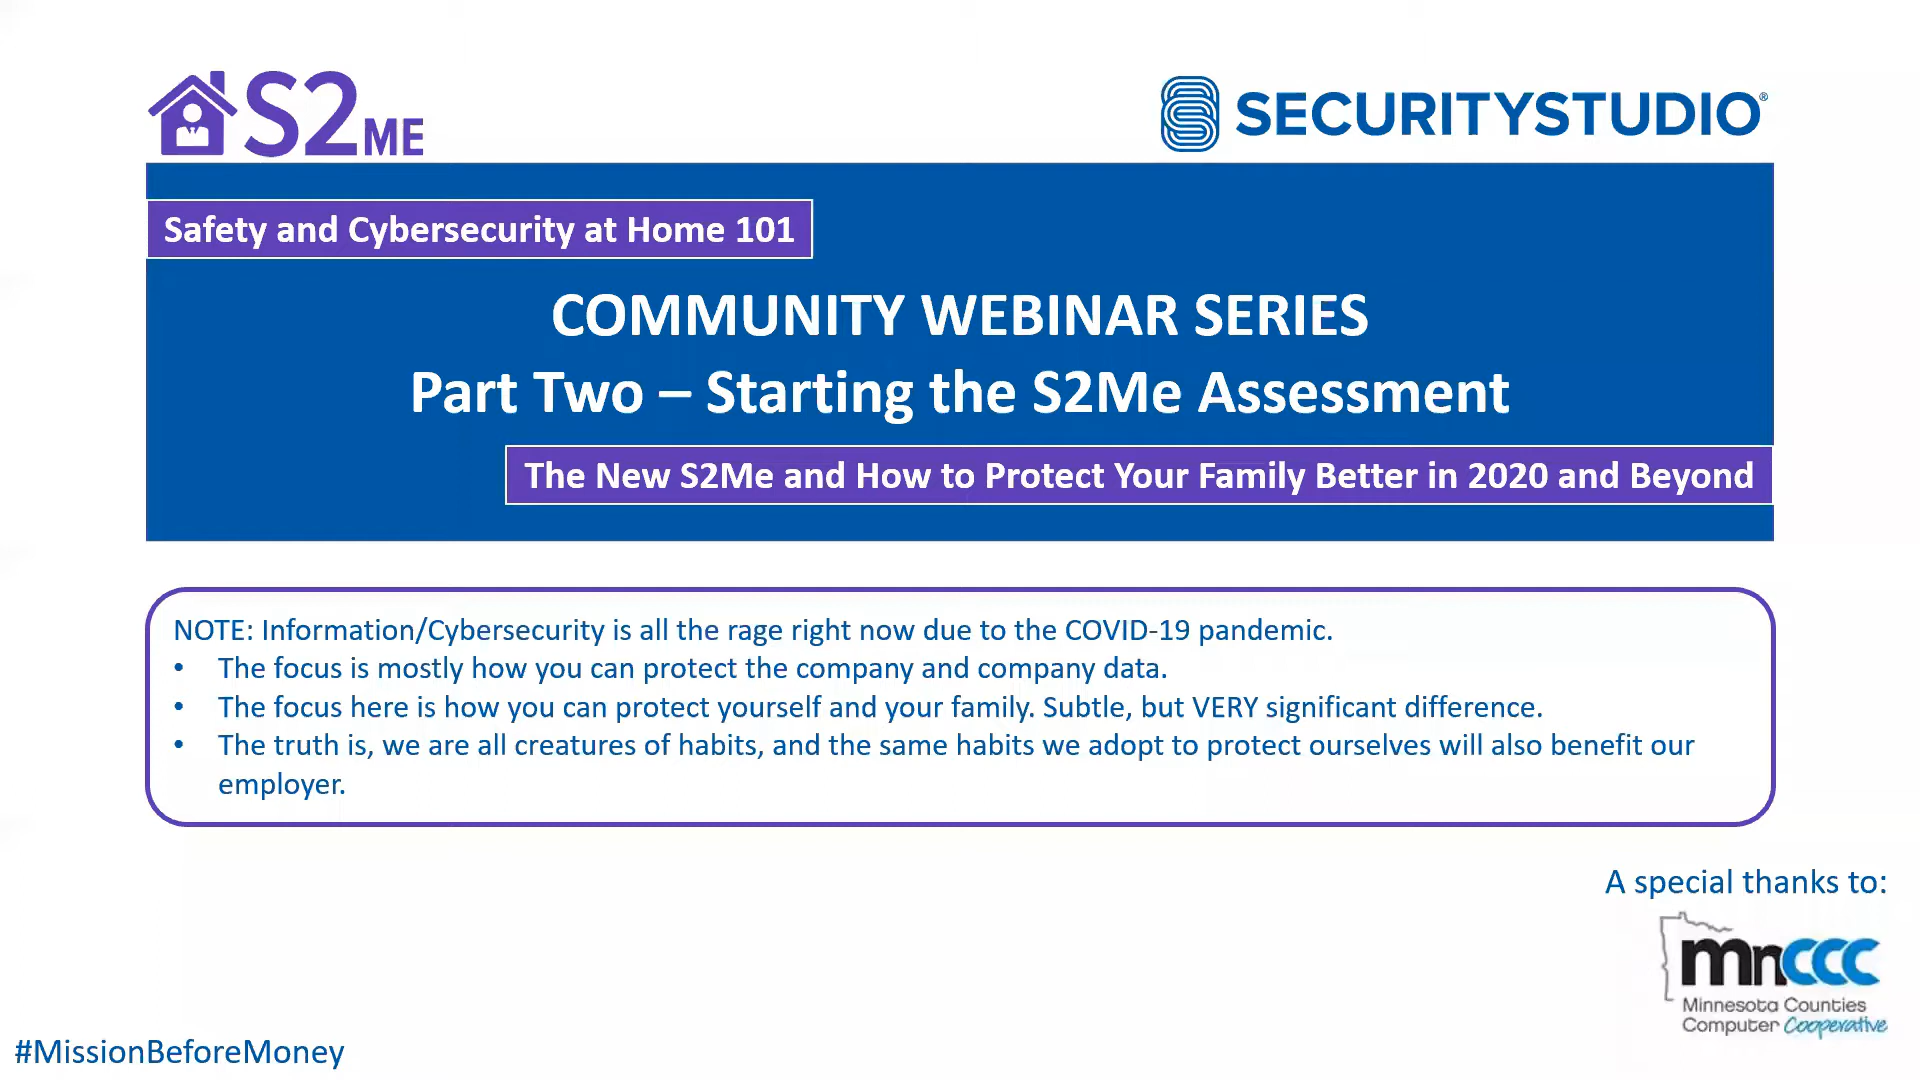 S2ME
SECURITYSTUDIO®
Safety and Cybersecurity at Home 101
COMMUNITY WEBINAR SERIES
Part Two – Starting the S2Me Assessment
The New S2Me and How to Protect Your Family Better in 2020 and Beyond
NOTE: Information/Cybersecurity is all the rage right now due to the COVID-19 pandemic.
• The focus is mostly how you can protect the company and company data.
• The focus here is how you can protect yourself and your family. Subtle, but VERY significant difference.
• The truth is, we are all creatures of habits, and the same habits we adopt to protect ourselves will also benefit our
employer.
A special thanks to:
mnccc
Minnesota Counties
Computer Cooperative
#MissionBeforeMoney